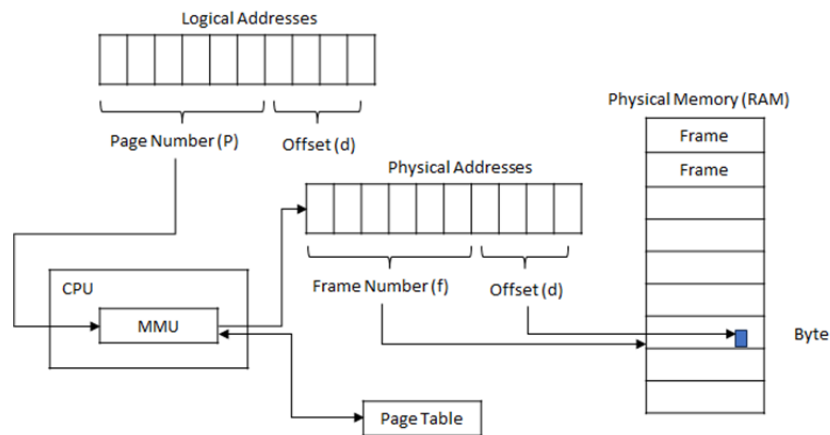 Logical Addresses
Page Number (P)
Offset (d)
Physical Memory (RAM)
Frame
Frame
Physical Addresses
CPU
MMU
Frame Number (f)
Offset (d)
Byte
Page Table